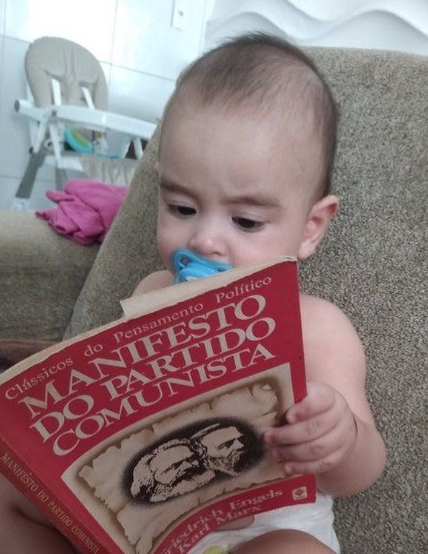 Clássicos do Pensamento Político
MANIFESTO
DO PARTIDO
COMUNISTA
Friedrich Engels
Karl Marx
MANIFESTO DO PARTIDO COMUNISTA